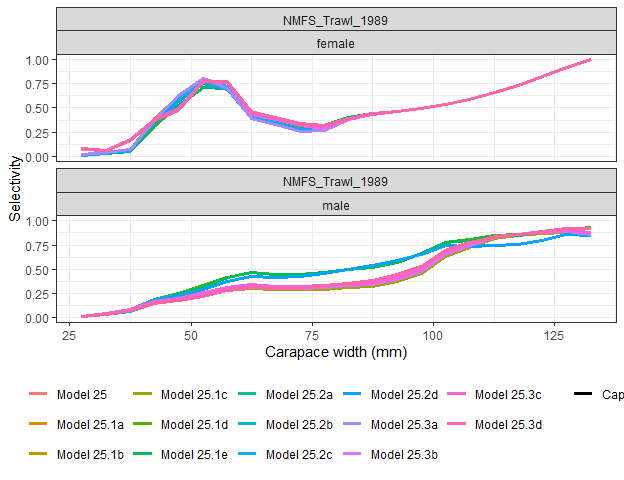 NMFS_Trawl_1989
female
1.00
0.75
0.50
0.25
0.00
NMFS_Trawl_1989
male
1.00
0.75
0.50
0.25
0.00
Selectivity
25 50 75 100 125
Carapace width (mm)
Model 25 Model 25.1c Model 25.2a Model 25.2d Model 25.3c Cap
Model 25.1a Model 25.1d Model 25.2b Model 25.3a Model 25.3d
Model 25.1b Model 25.1e Model 25.2c Model 25.3b